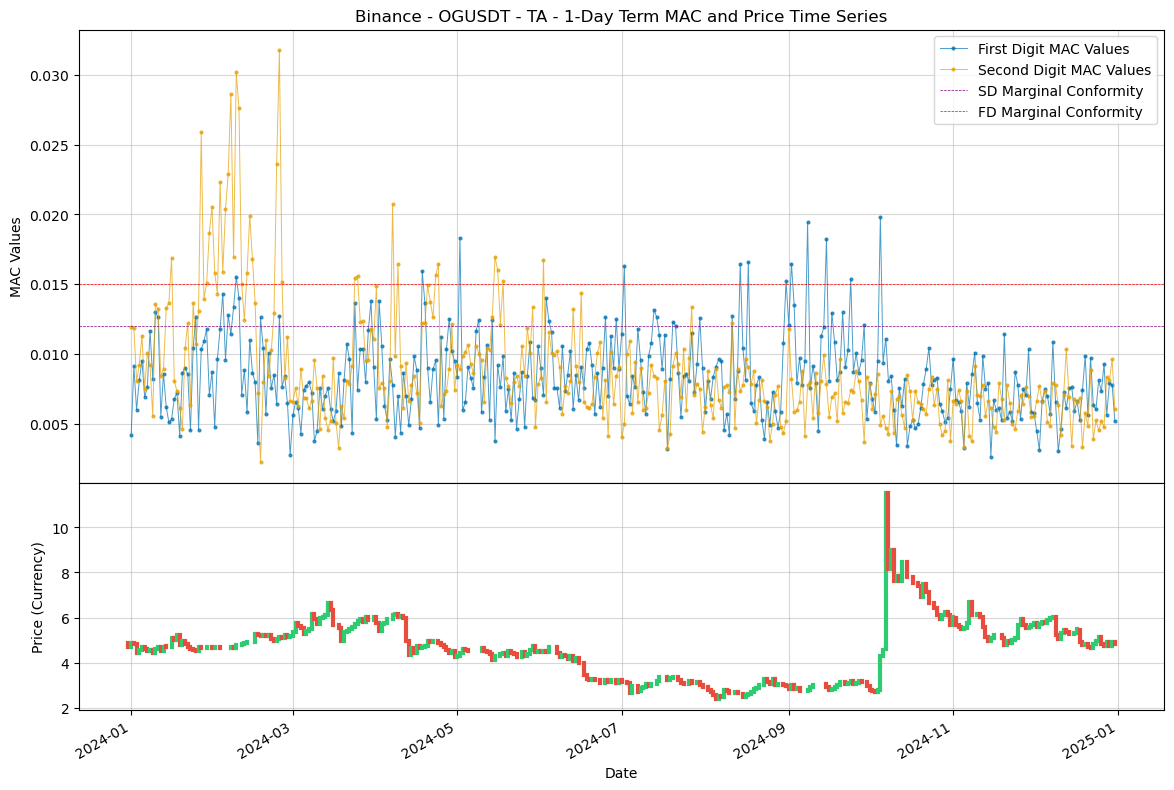 Binance - OGUSDT - TA - 1-Day Term MAC and Price Time Series
First Digit MAC Values
Second Digit MAC Values
SD Marginal Conformity
FD Marginal Conformity
MAC Values
0.030
0.025
0.020
0.015
0.010
0.005
Price (Currency)
10
8
6
4
2
2024-01
2024-03
2024-05
2024-07
2024-09
2024-11
2025-01
Date